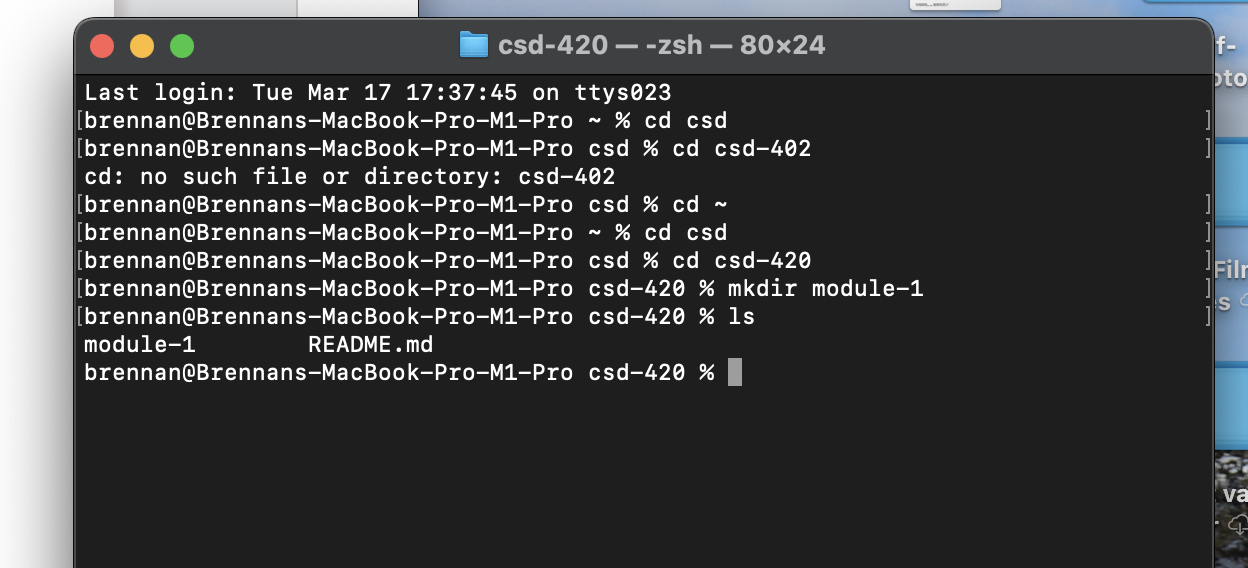 csd-420 — -zsh — 80×24
Last login: Tue Mar 17 17:37:45 on ttys023
[brennan@Brennans-MacBook-Pro-M1-Pro ~ % cd csd ]
[brennan@Brennans-MacBook-Pro-M1-Pro csd % cd csd-402 ]
cd: no such file or directory: csd-402
[brennan@Brennans-MacBook-Pro-M1-Pro csd % cd ~ ]
[brennan@Brennans-MacBook-Pro-M1-Pro ~ % cd csd ]
[brennan@Brennans-MacBook-Pro-M1-Pro csd % cd csd-420 ]
[brennan@Brennans-MacBook-Pro-M1-Pro csd-420 % mkdir module-1 ]
[brennan@Brennans-MacBook-Pro-M1-Pro csd-420 % ls ]
module-1 README.md
brennan@Brennans-MacBook-Pro-M1-Pro csd-420 %